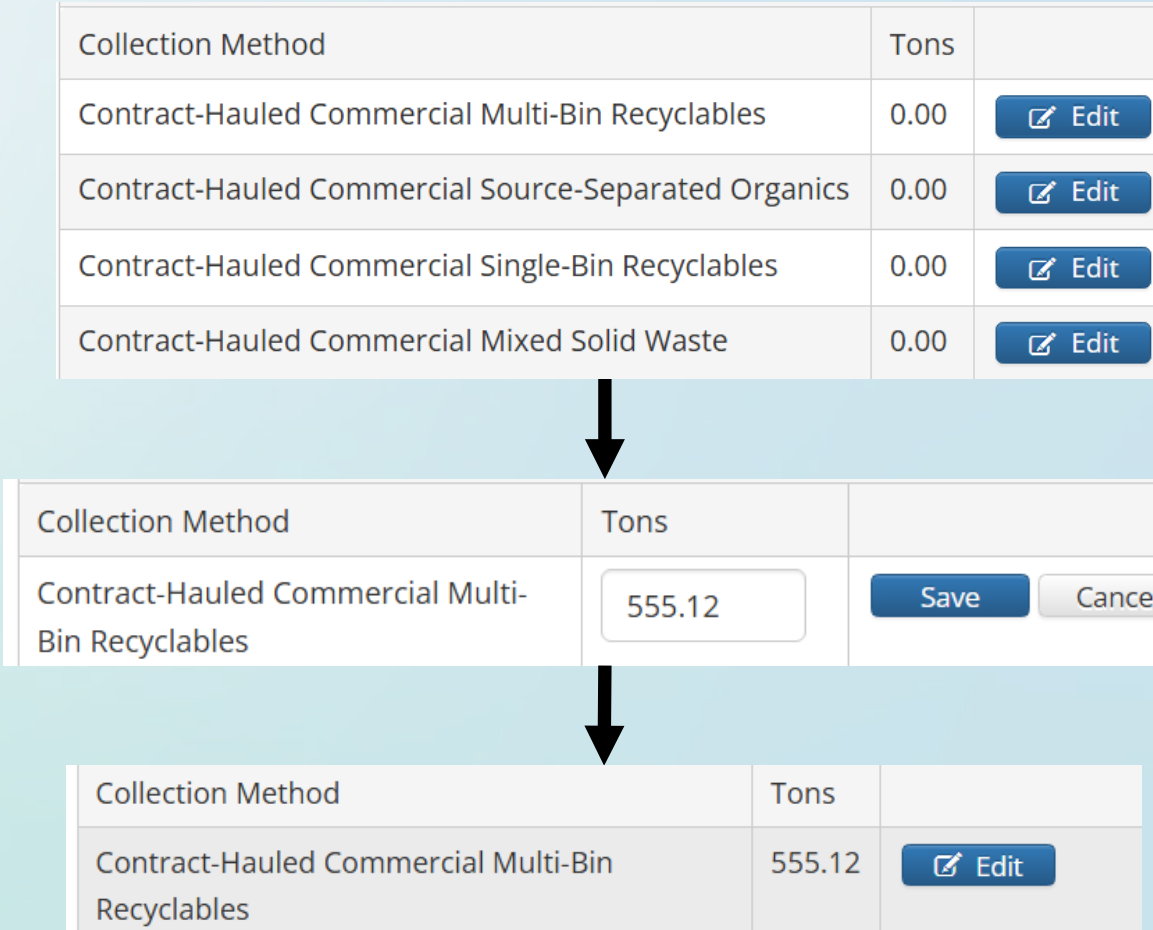 Collection Method Tons
Contract-Hauled Commercial Multi-Bin Recyclables 0.00 Edit
Contract-Hauled Commercial Source-Separated Organics 0.00 Edit
Contract-Hauled Commercial Single-Bin Recyclables 0.00 Edit
Contract-Hauled Commercial Mixed Solid Waste 0.00 Edit
Collection Method Tons
Contract-Hauled Commercial Multi- 555.12 Save Cance
Bin Recyclables
Collection Method Tons
Contract-Hauled Commercial Multi-Bin 555.12 Edit
Recyclables